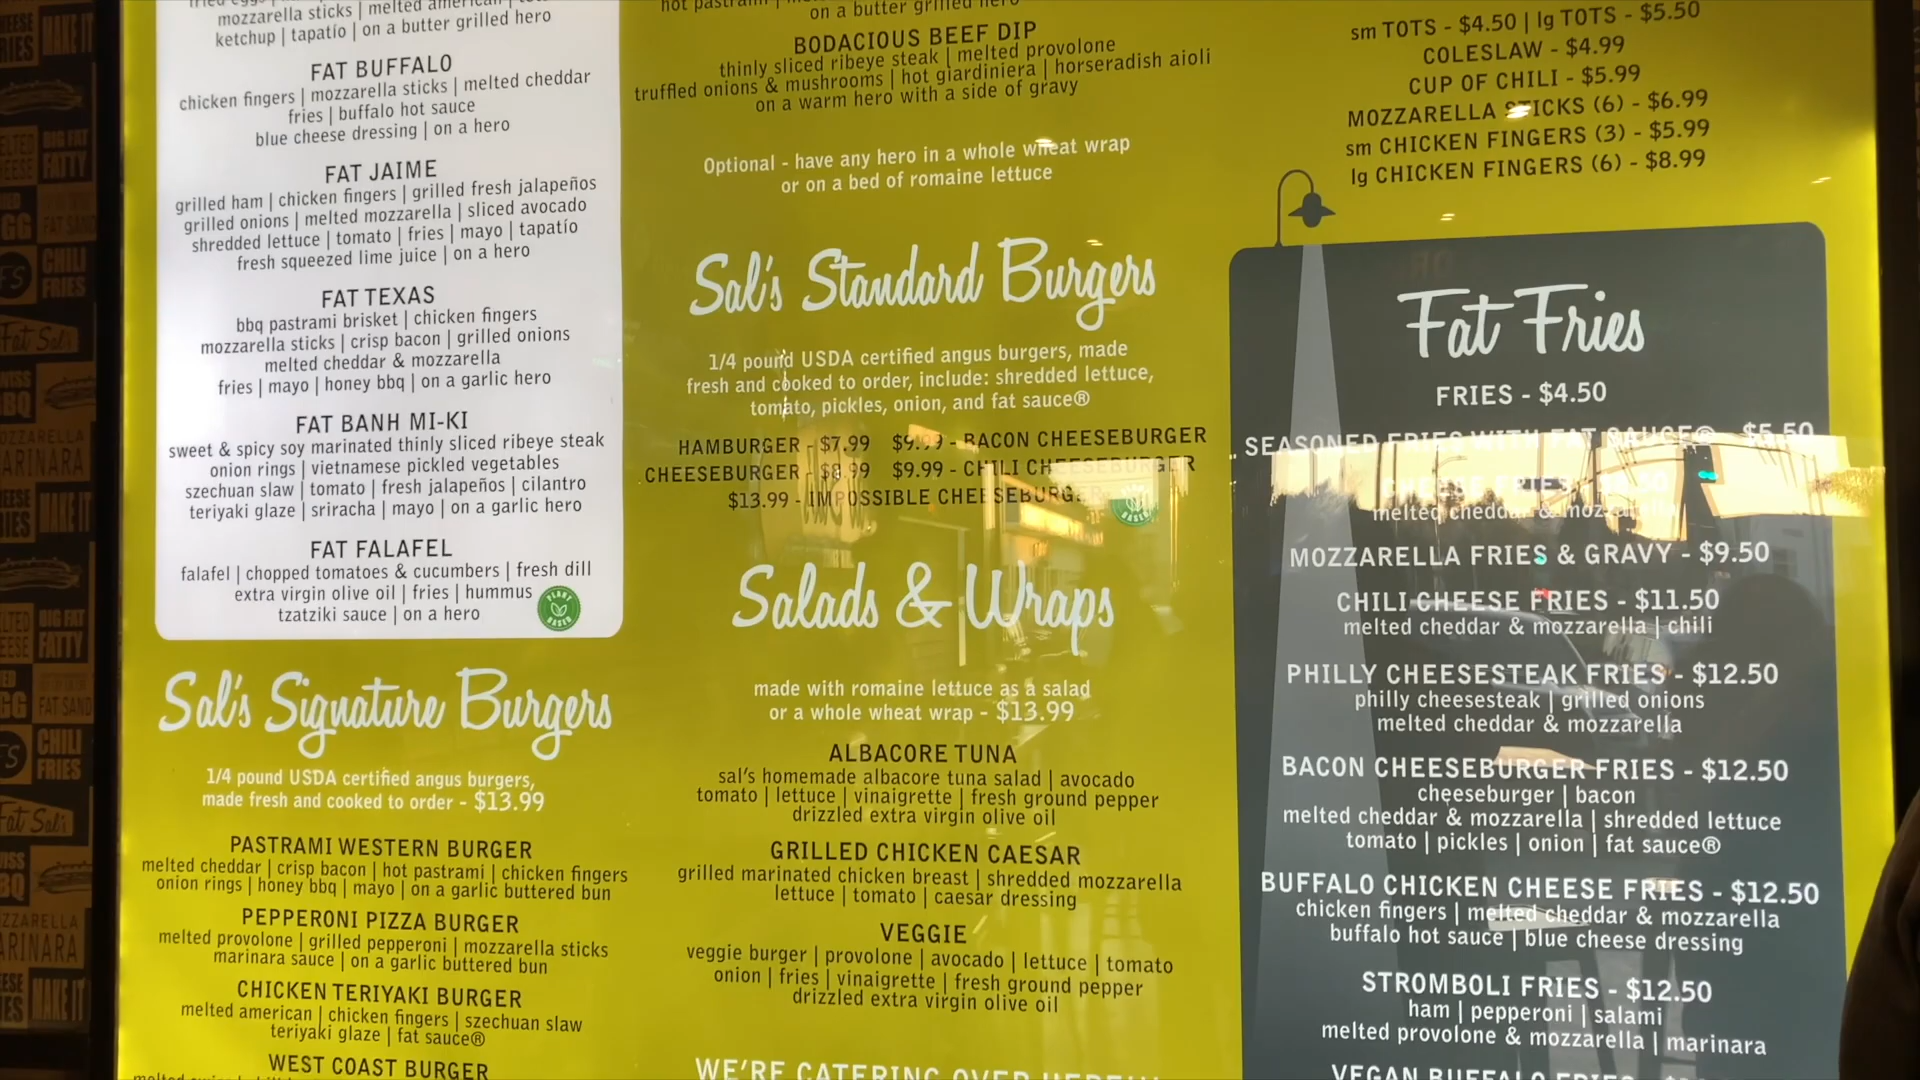 mozzarella sticks | melted american |
ketchup | tapatío | on a butter grilled hero
FAT BUFFALO
chicken fingers | mozzarella sticks | melted cheddar
fries | buffalo hot sauce
blue cheese dressing | on a hero
FAT JAIME
grilled ham | chicken fingers | grilled fresh jalapeños
grilled onions | melted mozzarella | sliced avocado
shredded lettuce | tomato | fries | mayo | tapatío
fresh squeezed lime juice | on a hero
FAT TEXAS
bbq pastrami brisket | chicken fingers
mozzarella sticks | crisp bacon | grilled onions
melted cheddar & mozzarella
fries | mayo | honey bbq | on a garlic hero
FAT BANH MI-KI
sweet & spicy soy marinated thinly sliced ribeye steak
onion rings | vietnamese pickled vegetables
szechuan slaw | tomato | fresh jalapeños | cilantro
teriyaki glaze | sriracha | mayo | on a garlic hero
FAT FALAFEL
falafel | chopped tomatoes & cucumbers | fresh dill
extra virgin olive oil | fries | hummus
tzatziki sauce | on a hero
PLANT BASED
Sal's Signature Burgers
1/4 pound USDA certified angus burgers,
made fresh and cooked to order - $13.99
PASTRAMI WESTERN BURGER
melted cheddar | crisp bacon | hot pastrami | chicken fingers
onion rings | honey bbq | mayo | on a garlic buttered bun
PEPPERONI PIZZA BURGER
melted provolone | grilled pepperoni | mozzarella sticks
marinara sauce | on a garlic buttered bun
CHICKEN TERIYAKI BURGER
melted american | chicken fingers | szechuan slaw
teriyaki glaze | fat sauce®
WEST COAST BURGER
hot pastrami |
on a butter grilled hero
BODACIOUS BEEF DIP
thinly sliced ribeye steak | melted provolone
truffled onions & mushrooms | hot giardiniera | horseradish aioli
on a warm hero with a side of gravy
Optional - have any hero in a whole wheat wrap
or on a bed of romaine lettuce
Sal's Standard Burgers
1/4 pound USDA certified angus burgers, made
fresh and cooked to order, include: shredded lettuce,
tomato, pickles, onion, and fat sauce®
HAMBURGER - $7.99 $9.99 - BACON CHEESEBURGER
CHEESEBURGER - $8.99 $9.99 - CHILI CHEESEBURGER
$13.99 - IMPOSSIBLE CHEESEBURGER
Salads & Wraps
made with romaine lettuce as a salad
or a whole wheat wrap - $13.99
ALBACORE TUNA
sal's homemade albacore tuna salad | avocado
tomato | lettuce | vinaigrette | fresh ground pepper
drizzled extra virgin olive oil
GRILLED CHICKEN CAESAR
grilled marinated chicken breast | shredded mozzarella
lettuce | tomato | caesar dressing
VEGGIE
veggie burger | provolone | avocado | lettuce | tomato
onion | fries | vinaigrette | fresh ground pepper
drizzled extra virgin olive oil
WE'RE CATERING OVER HERE!!!
sm TOTS - $4.50 | lg TOTS - $5.50
COLESLAW - $4.99
CUP OF CHILI - $5.99
MOZZARELLA STICKS (6) - $6.99
sm CHICKEN FINGERS (3) - $5.99
lg CHICKEN FINGERS (6) - $8.99
Fat Fries
FRIES - $4.50
SEASONED FRIES WITH FAT SAUCE® - $5.50
CHEESE FRIES
melted cheddar & mozzarella
MOZZARELLA FRIES & GRAVY - $9.50
CHILI CHEESE FRIES - $11.50
melted cheddar & mozzarella | chili
PHILLY CHEESESTEAK FRIES - $12.50
philly cheesesteak | grilled onions
melted cheddar & mozzarella
BACON CHEESEBURGER FRIES - $12.50
cheeseburger | bacon
melted cheddar & mozzarella | shredded lettuce
tomato | pickles | onion | fat sauce®
BUFFALO CHICKEN CHEESE FRIES - $12.50
chicken fingers | melted cheddar & mozzarella
buffalo hot sauce | blue cheese dressing
STROMBOLI FRIES - $12.50
ham | pepperoni | salami
melted provolone & mozzarella | marinara
VEGAN BUFFALO FRIES